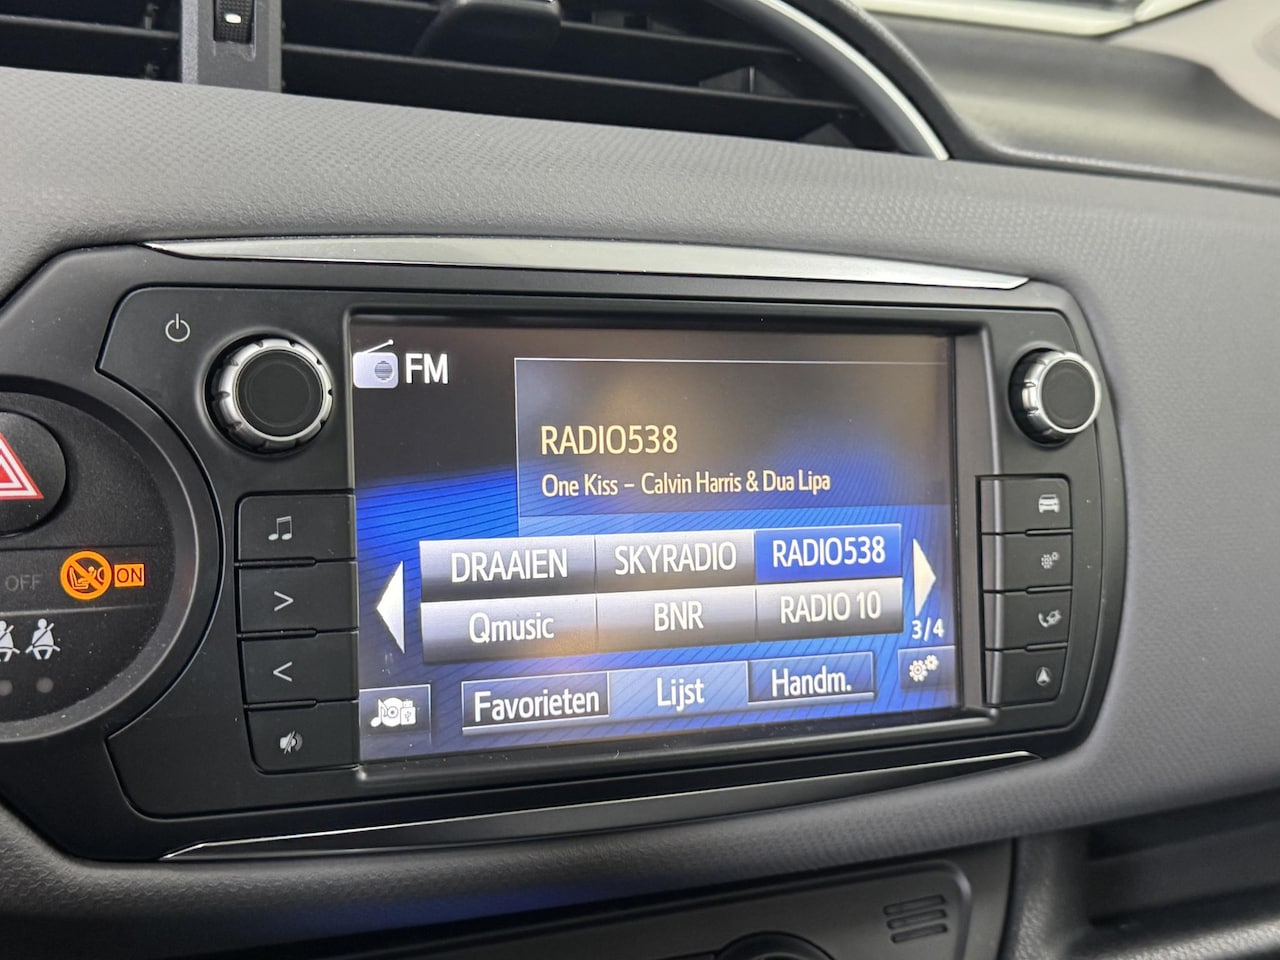 FM
RADIO538
One Kiss – Calvin Harris & Dua Lipa
DRAAIEN SKYRADIO RADIO538
Qmusic BNR RADIO 10
3/4
Favorieten Lijst Handm.
OFF ON